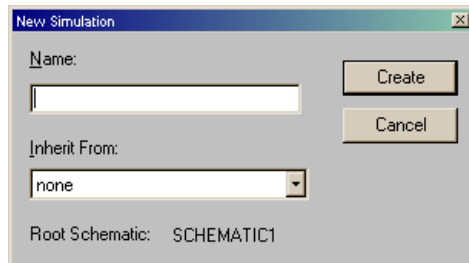 New Simulation
Name:
Create
Cancel
Inherit From:
none
Root Schematic: SCHEMATIC1